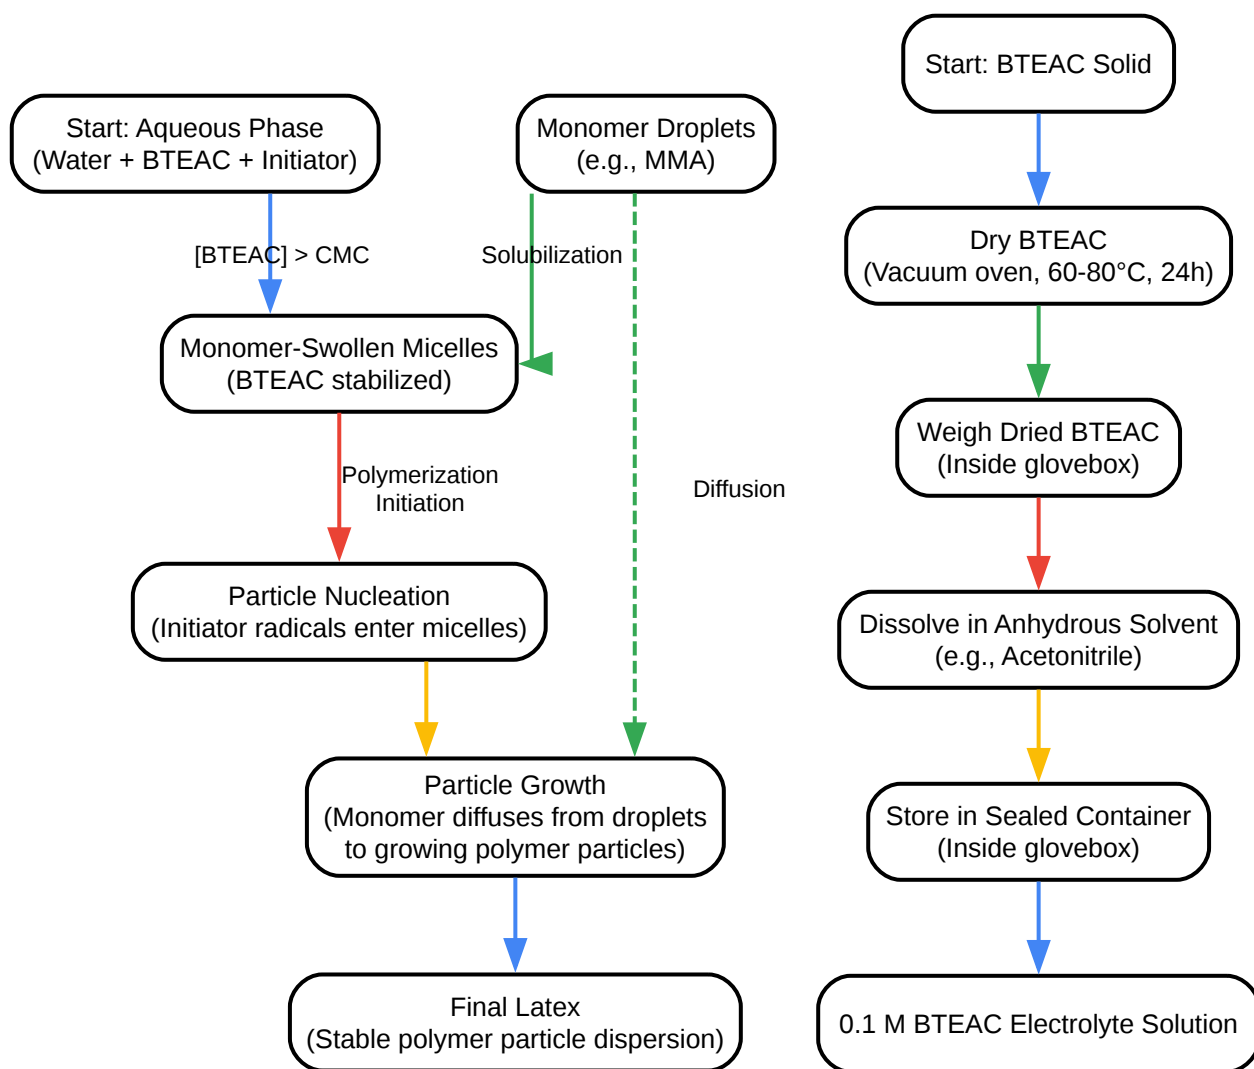 Start: Aqueous Phase
(Water + BTEAC + Initiator)
Monomer Droplets
(e.g., MMA)
[BTEAC] > CMC
Solubilization
Monomer-Swollen Micelles
(BTEAC stabilized)
Polymerization
Initiation
Diffusion
Particle Nucleation
(Initiator radicals enter micelles)
Particle Growth
(Monomer diffuses from droplets
to growing polymer particles)
Final Latex
(Stable polymer particle dispersion)
Start: BTEAC Solid
Dry BTEAC
(Vacuum oven, 60-80°C, 24h)
Weigh Dried BTEAC
(Inside glovebox)
Dissolve in Anhydrous Solvent
(e.g., Acetonitrile)
Store in Sealed Container
(Inside glovebox)
0.1 M BTEAC Electrolyte Solution